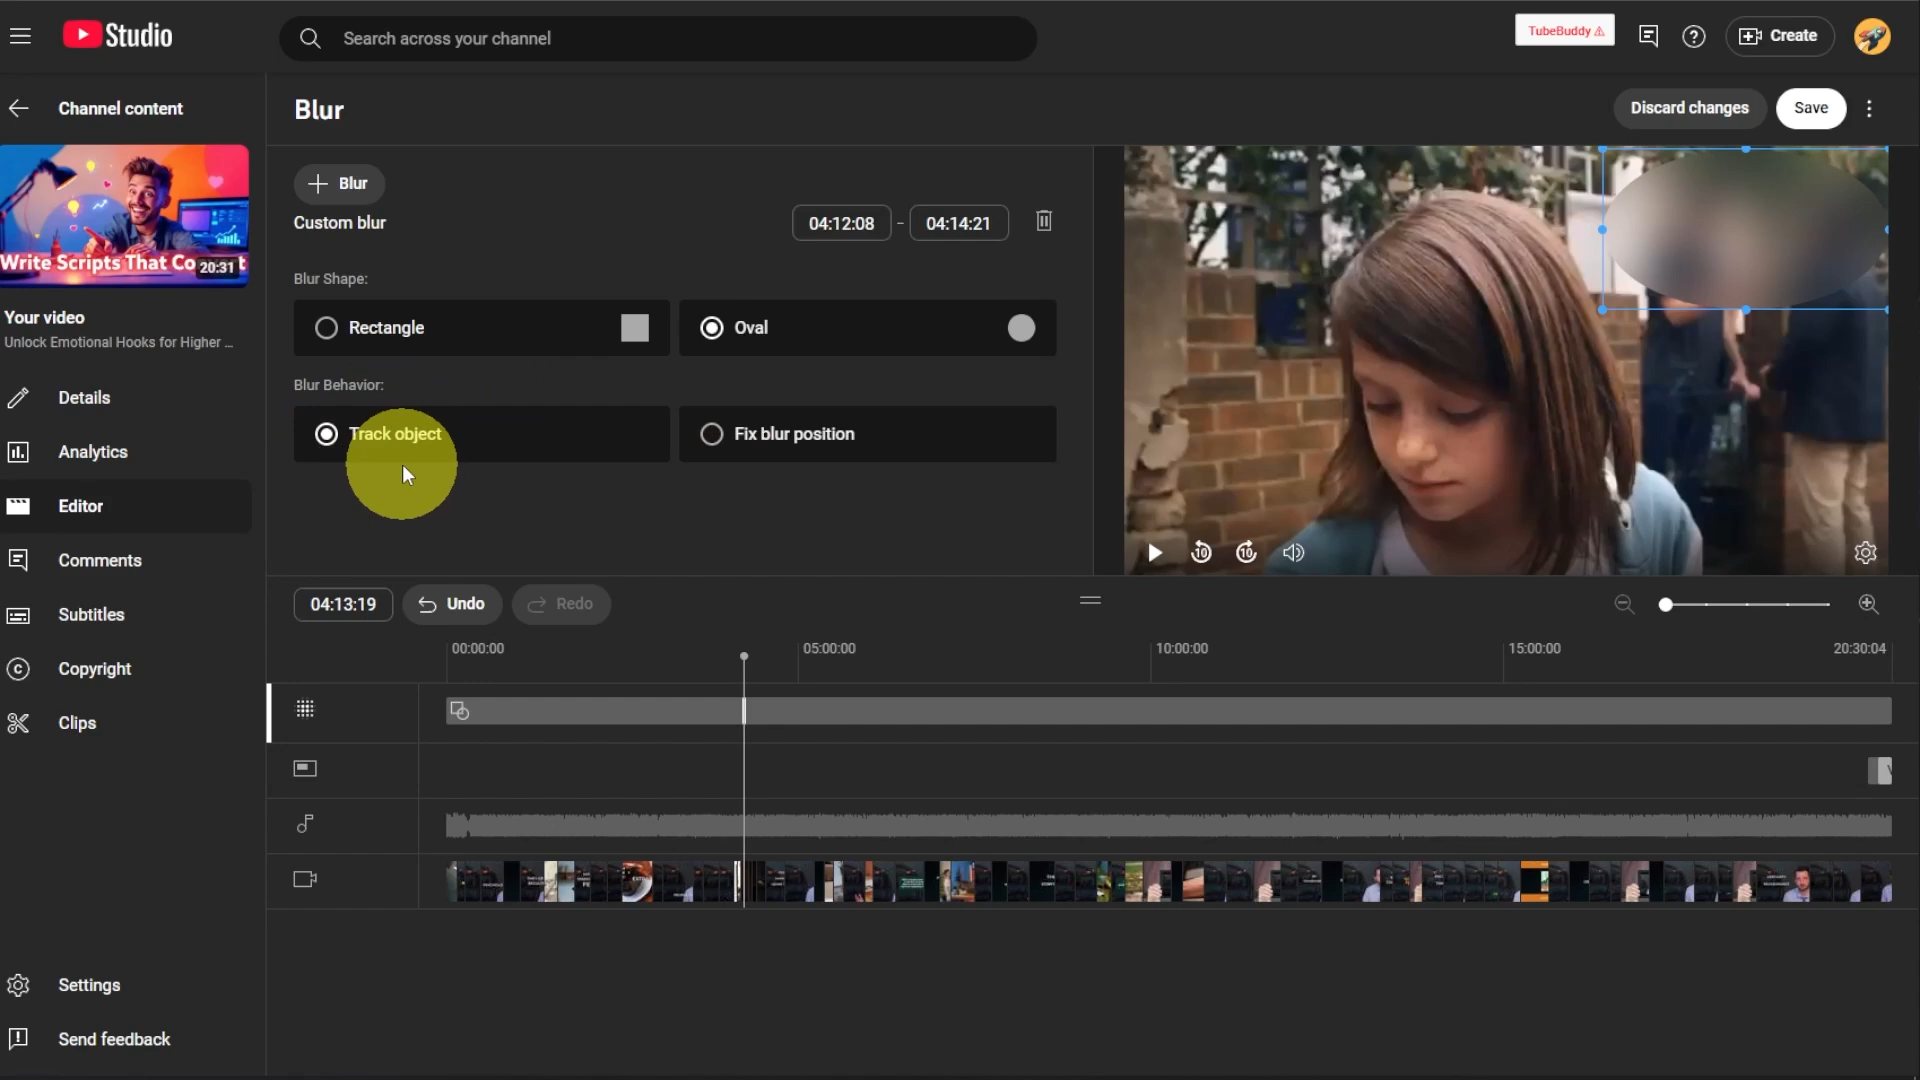 Studio
Search across your channel
TubeBuddy ⚠
Create
Channel content
Blur
Discard changes
Save
Write Scripts That Co
t
20:31
Your video
Unlock Emotional Hooks for Higher ...
Details
Analytics
Editor
Comments
Subtitles
Copyright
Clips
Settings
Send feedback
Blur
Custom blur
04:12:08 - 04:14:21
Blur Shape:
Rectangle
Oval
Blur Behavior:
Track object
Fix blur position
10
10
04:13:19
Undo
Redo
00:00:00
05:00:00
10:00:00
15:00:00
20:30:04